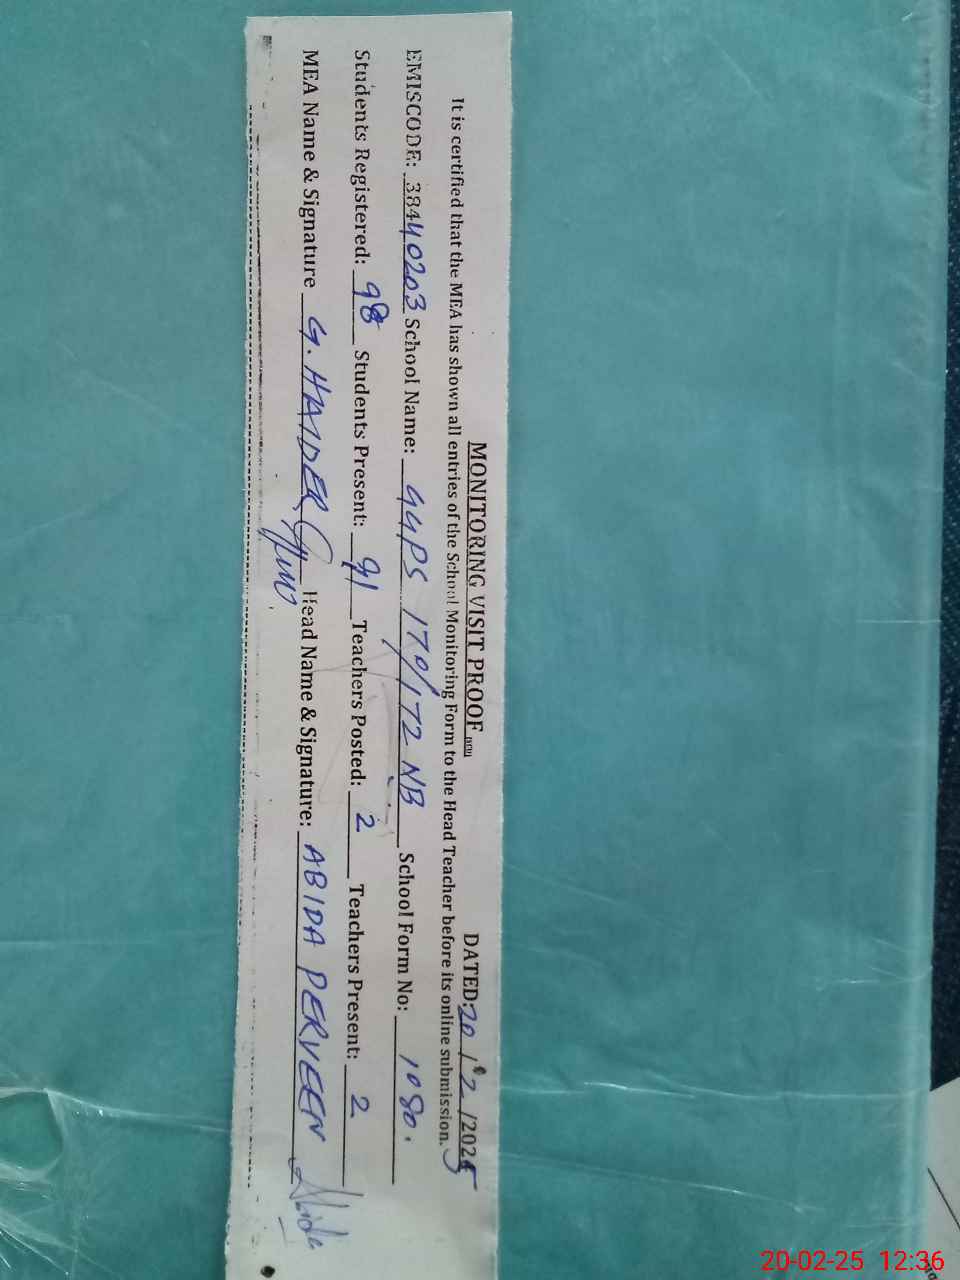 MONITORING VISIT PROOF DATED:20/02/2025
It is certified that the MEA has shown all entries of the School Monitoring Form to the Head Teacher before its online submission.
EMISCODE: 38440203 School Name: GGPS 170/172 NB School Form No: 1080.
Students Registered: 98 Students Present: 91 Teachers Posted: 2 Teachers Present: 2
MEA Name & Signature G. HAIDER Head Name & Signature: ABIDA PERVEEN Abida
20-02-25 12:36